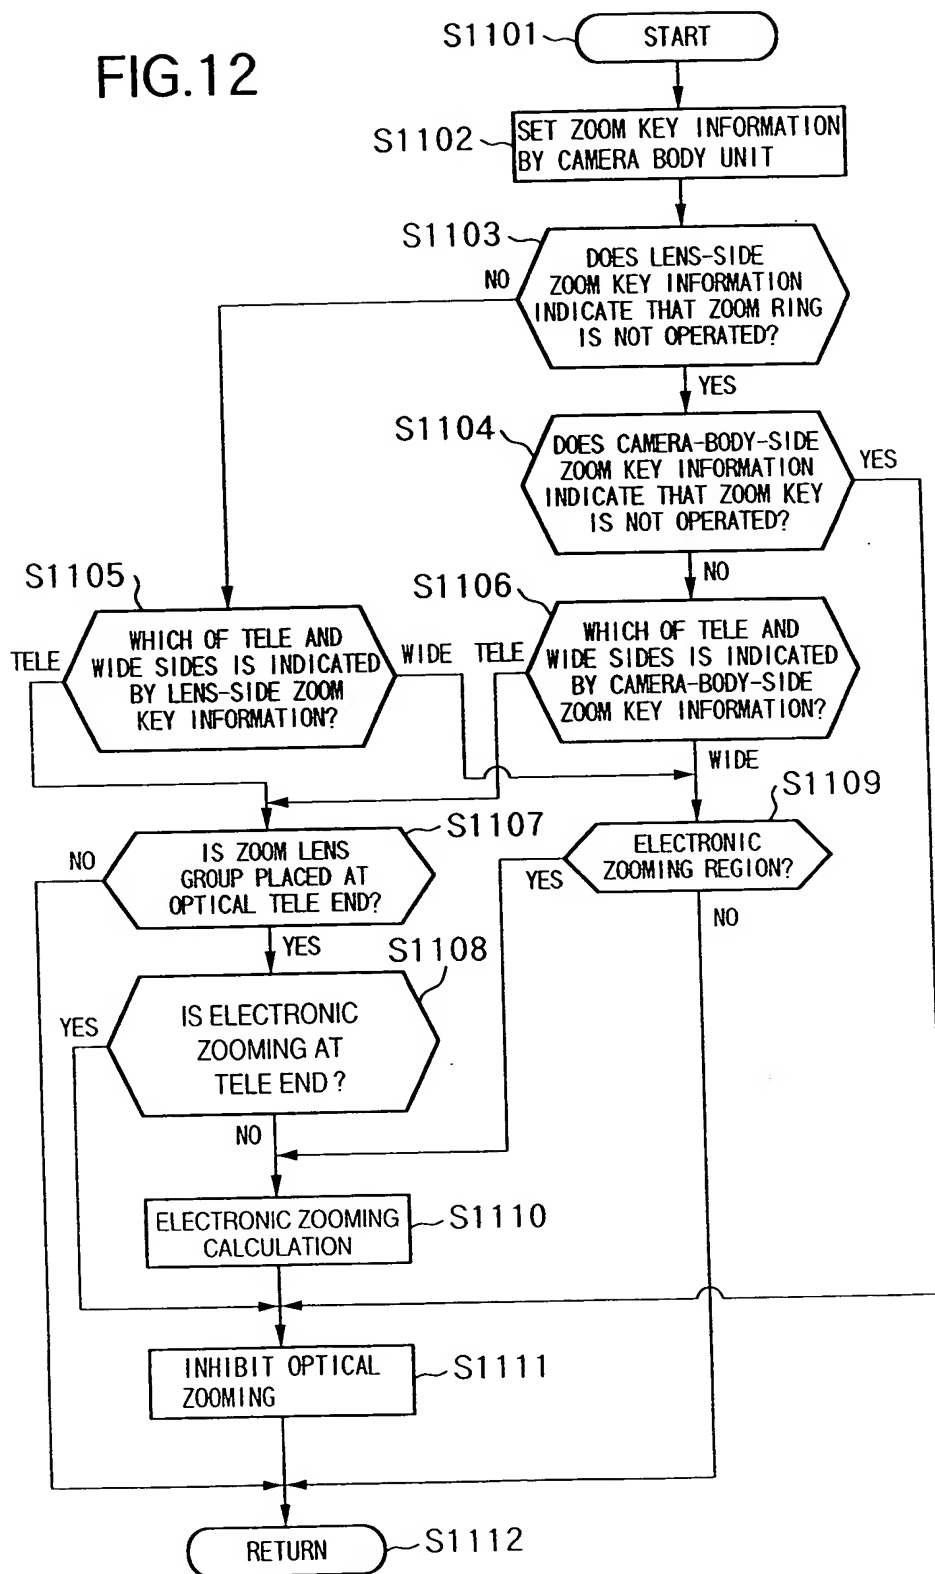 FIG.12
S1101
START
S1102
SET ZOOM KEY INFORMATION
BY CAMERA BODY UNIT
S1103
DOES LENS-SIDE
ZOOM KEY INFORMATION
INDICATE THAT ZOOM RING
IS NOT OPERATED?
NO
YES
S1104
DOES CAMERA-BODY-SIDE
ZOOM KEY INFORMATION
INDICATE THAT ZOOM KEY
IS NOT OPERATED?
YES
NO
S1105
WHICH OF TELE AND
WIDE SIDES IS INDICATED
BY LENS-SIDE ZOOM
KEY INFORMATION?
TELE
WIDE
S1106
WHICH OF TELE AND
WIDE SIDES IS INDICATED
BY CAMERA-BODY-SIDE
ZOOM KEY INFORMATION?
TELE
WIDE
S1107
IS ZOOM LENS
GROUP PLACED AT
OPTICAL TELE END?
NO
YES
S1109
ELECTRONIC
ZOOMING REGION?
YES
NO
S1108
IS ELECTRONIC
ZOOMING AT
TELE END?
YES
NO
S1110
ELECTRONIC ZOOMING
CALCULATION
S1111
INHIBIT OPTICAL
ZOOMING
RETURN
S1112